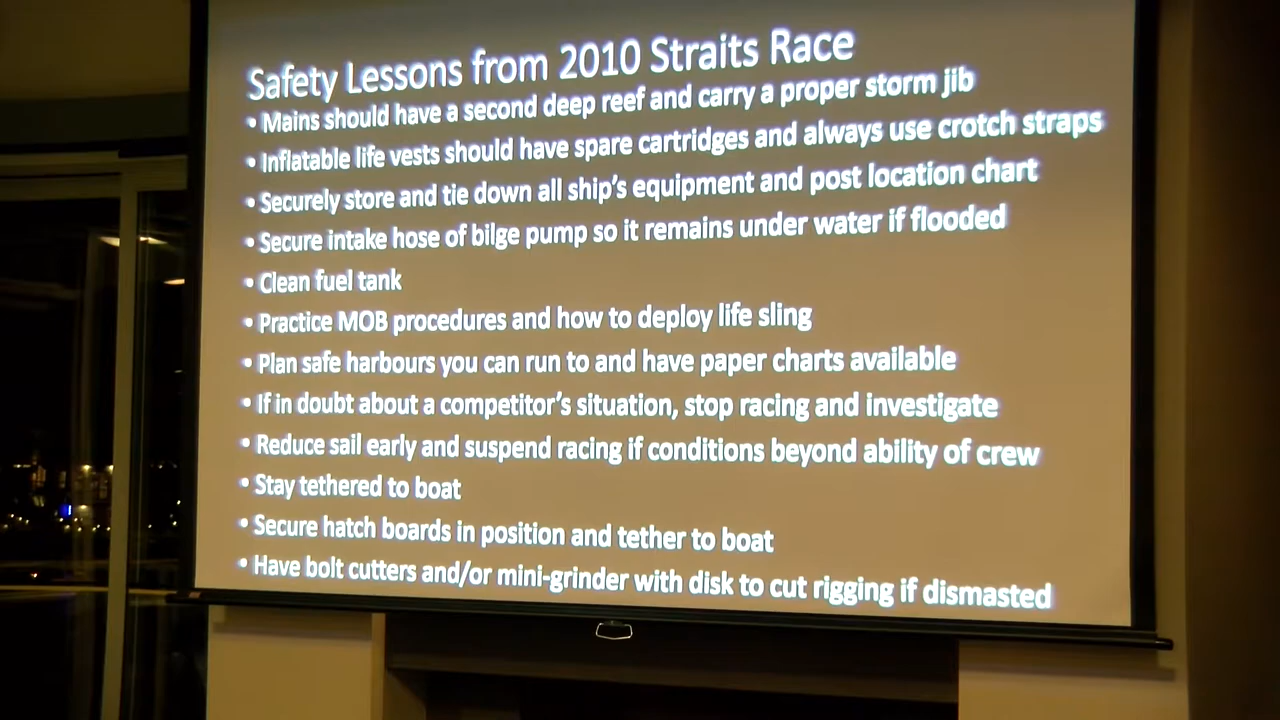 Safety Lessons from 2010 Straits Race
• Mains should have a second deep reef and carry a proper storm jib
• Inflatable life vests should have spare cartridges and always use crotch straps
• Securely store and tie down all ship's equipment and post location chart
• Secure intake hose of bilge pump so it remains under water if flooded
• Clean fuel tank
• Practice MOB procedures and how to deploy life sling
• Plan safe harbours you can run to and have paper charts available
• If in doubt about a competitor's situation, stop racing and investigate
• Reduce sail early and suspend racing if conditions beyond ability of crew
• Stay tethered to boat
• Secure hatch boards in position and tether to boat
• Have bolt cutters and/or mini-grinder with disk to cut rigging if dismasted